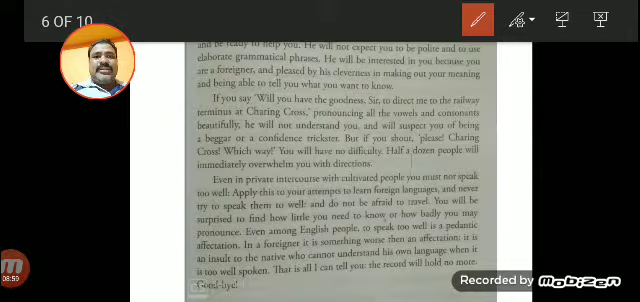 6 OF 10
and be ready to help you. He will not expect you to be polite and to use
elaborate grammatical phrases. He will be interested in you because you
are a foreigner, and pleased by his cleverness in making out your meaning
and being able to tell you what you want to know.
If you say 'Will you have the goodness, Sir, to direct me to the railway
terminus at Charing Cross,' pronouncing all the vowels and consonants
beautifully, he will not understand you, and will suspect you of being
a beggar or a confidence trickster. But if you shout, 'please! Charing
Cross! Which way!' You will have no difficulty. Half a dozen people will
immediately overwhelm you with directions.
Even in private intercourse with cultivated people you must not speak
too well: Apply this to your attempts to learn foreign languages, and never
try to speak them to well: and do not be afraid to travel. You will be
surprised to find how little you need to know or how badly you may
pronounce. Even among English people, to speak too well is a pedantic
affectation. In a foreigner it is something worse then an affectation: it is
an insult to the native who cannot understand his own language when it
is too well spoken. That is all I can tell you: the record will hold no more.
Good-bye!
08:59
Recording Powered by MOBIZEN